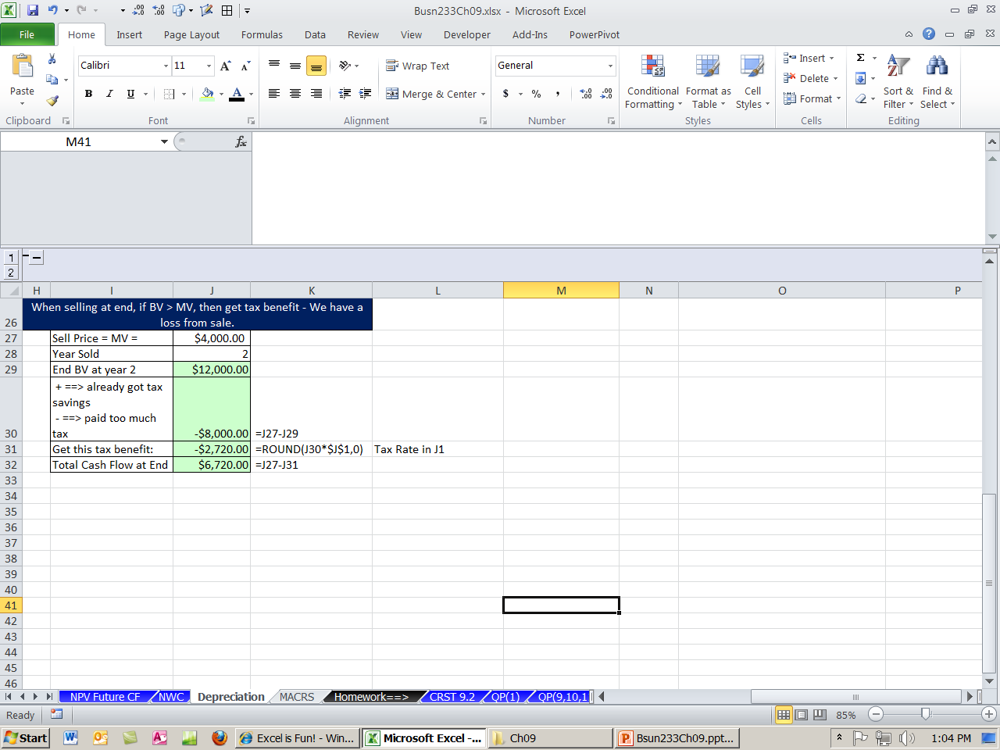 Busn233Ch09.xlsx - Microsoft Excel
File Home Insert Page Layout Formulas Data Review View Developer Add-Ins PowerPivot
Paste
Calibri 11
Wrap Text
General
Conditional Formatting
Format as Table
Cell Styles
Insert
Delete
Format
Sort & Filter
Find & Select
B I U
Merge & Center
$ % ,
Clipboard Font Alignment Number Styles Cells Editing
M41 fx
1
2
H I J K L M N O P
26 When selling at end, if BV > MV, then get tax benefit - We have a
loss from sale.
27 Sell Price = MV = $4,000.00
28 Year Sold 2
29 End BV at year 2 $12,000.00
+ ==> already got tax
savings
- ==> paid too much
30 tax -$8,000.00 =J27-J29
31 Get this tax benefit: -$2,720.00 =ROUND(J30*$J$1,0) Tax Rate in J1
32 Total Cash Flow at End $6,720.00 =J27-J31
33
34
35
36
37
38
39
40
41
42
43
44
45
46
NPV Future CF NWC Depreciation MACRS Homework==> CRST 9.2 QP(1) QP(9,10,1
Ready 85%
Start Excel is Fun! - Win... Microsoft Excel -... Ch09 Bsun233Ch09.ppt... 1:04 PM